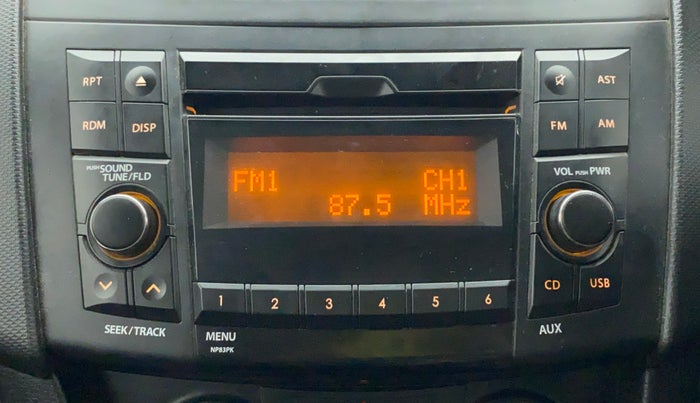 RPT
AST
RDM
DISP
FM
AM
PUSH SOUND
TUNE/FLD
VOL PUSH PWR
FM1
CH1
87.5
MHz
CD
USB
1
2
3
4
5
6
SEEK/TRACK
MENU
NP83PK
AUX